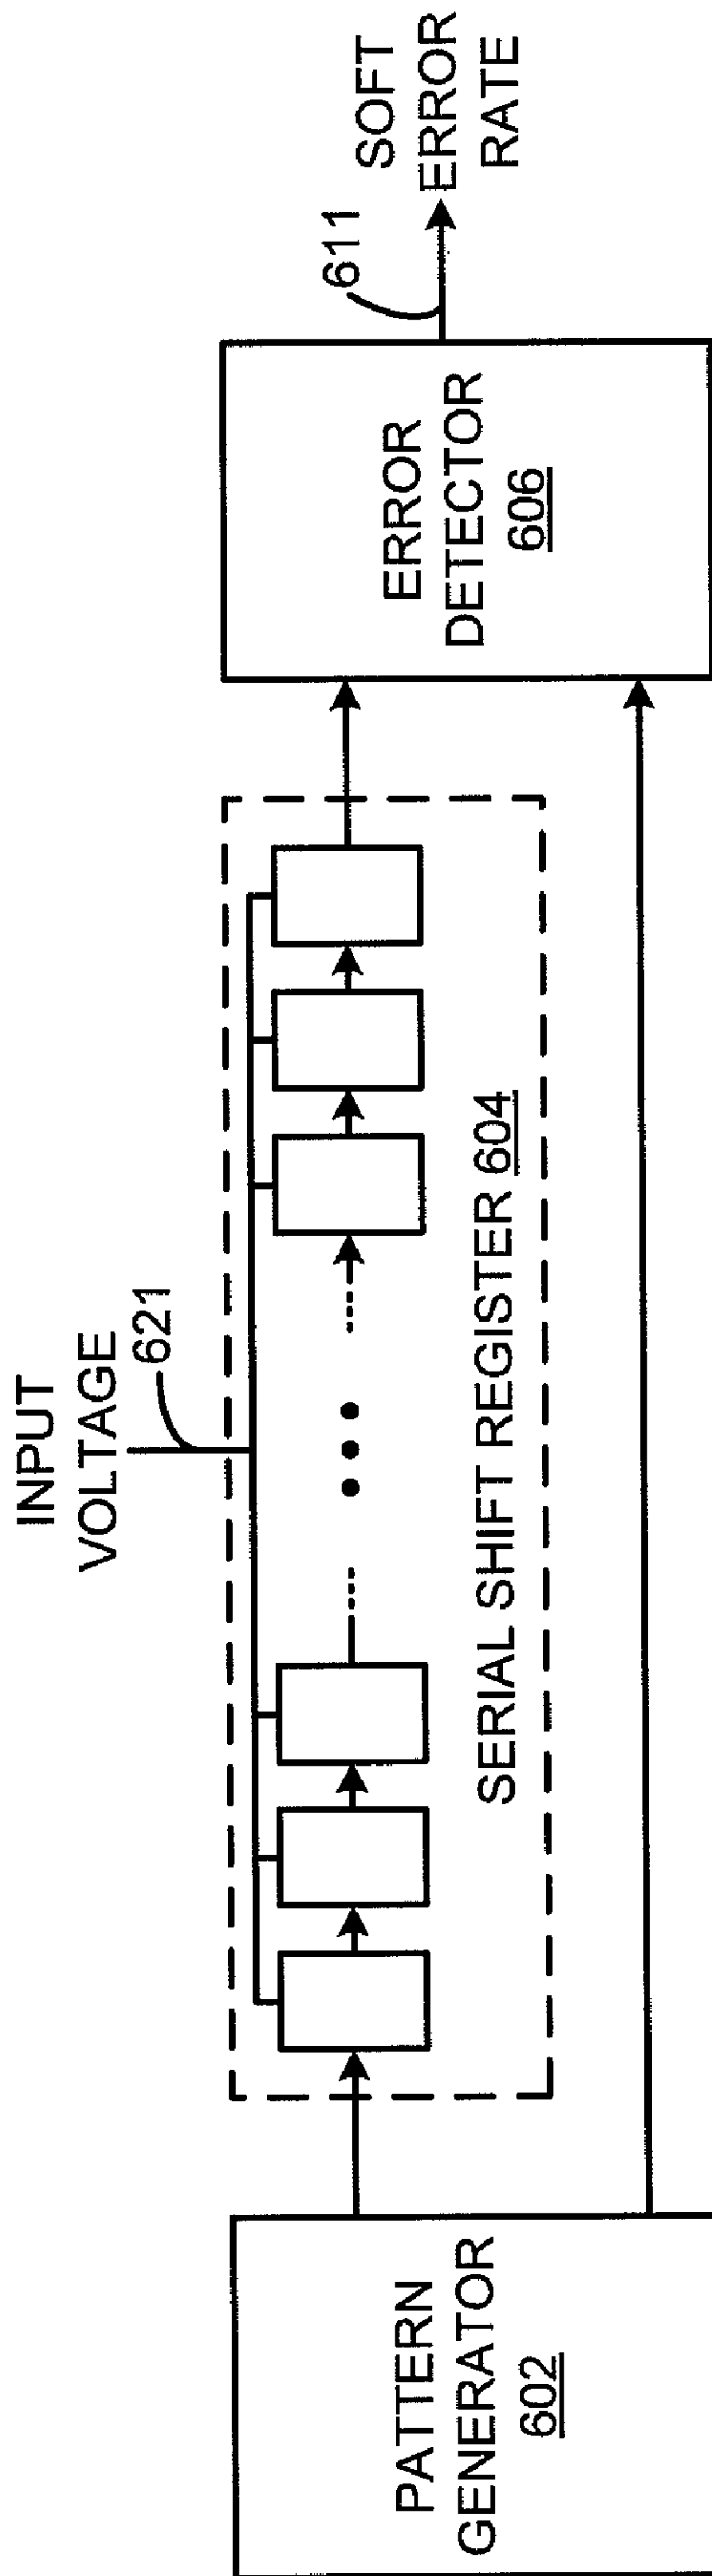 INPUT
VOLTAGE
621
PATTERN
GENERATOR
602
SERIAL SHIFT REGISTER 604
ERROR
DETECTOR
606
611
SOFT
ERROR
RATE